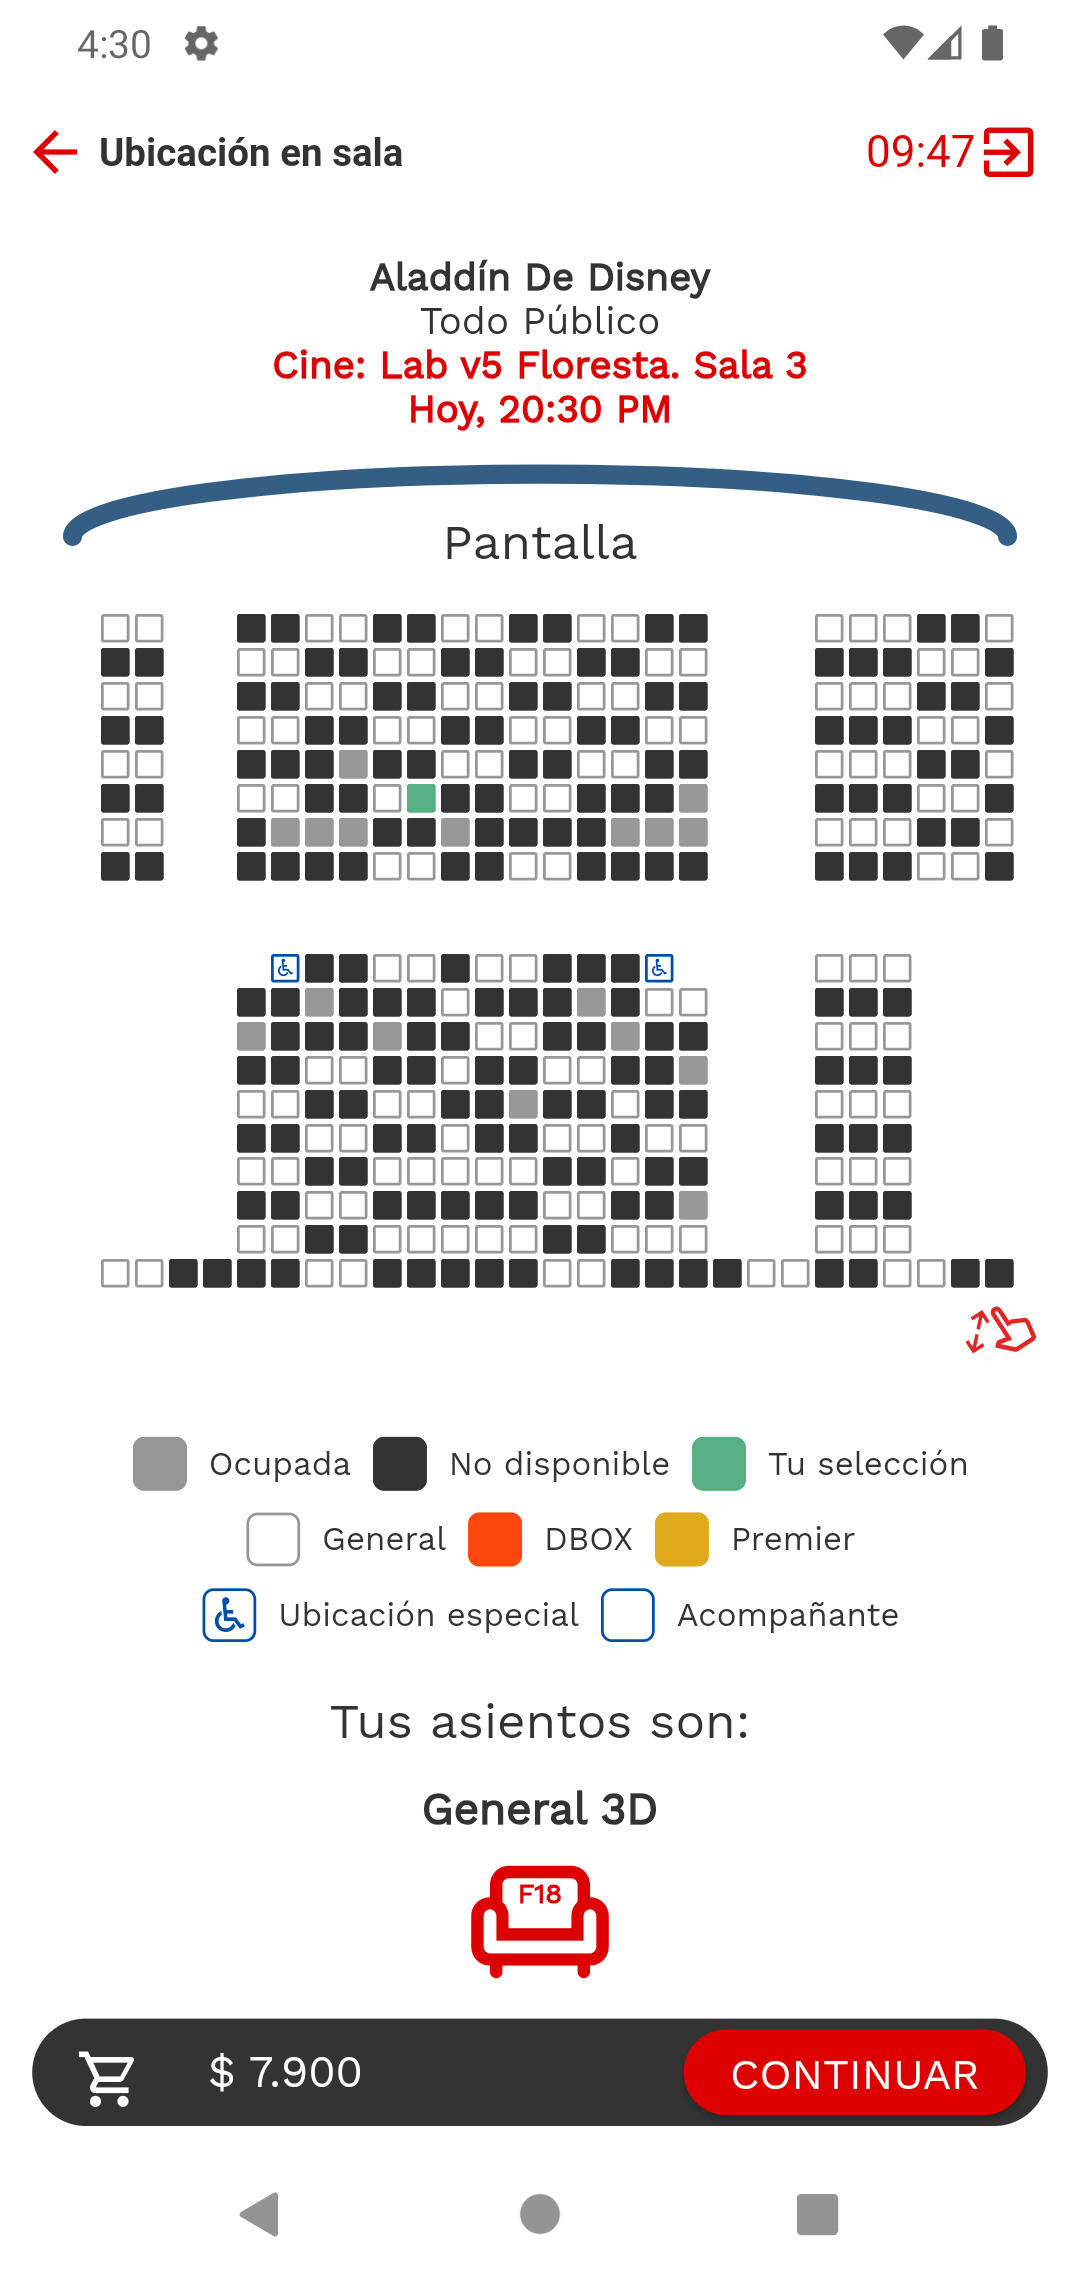 4:30
Ubicación en sala
09:47
Aladdín De Disney
Todo Público
Cine: Lab v5 Floresta. Sala 3
Hoy, 20:30 PM
Pantalla
Ocupada No disponible Tu selección
General DBOX Premier
Ubicación especial Acompañante
Tus asientos son:
General 3D
F18
$ 7.900 CONTINUAR